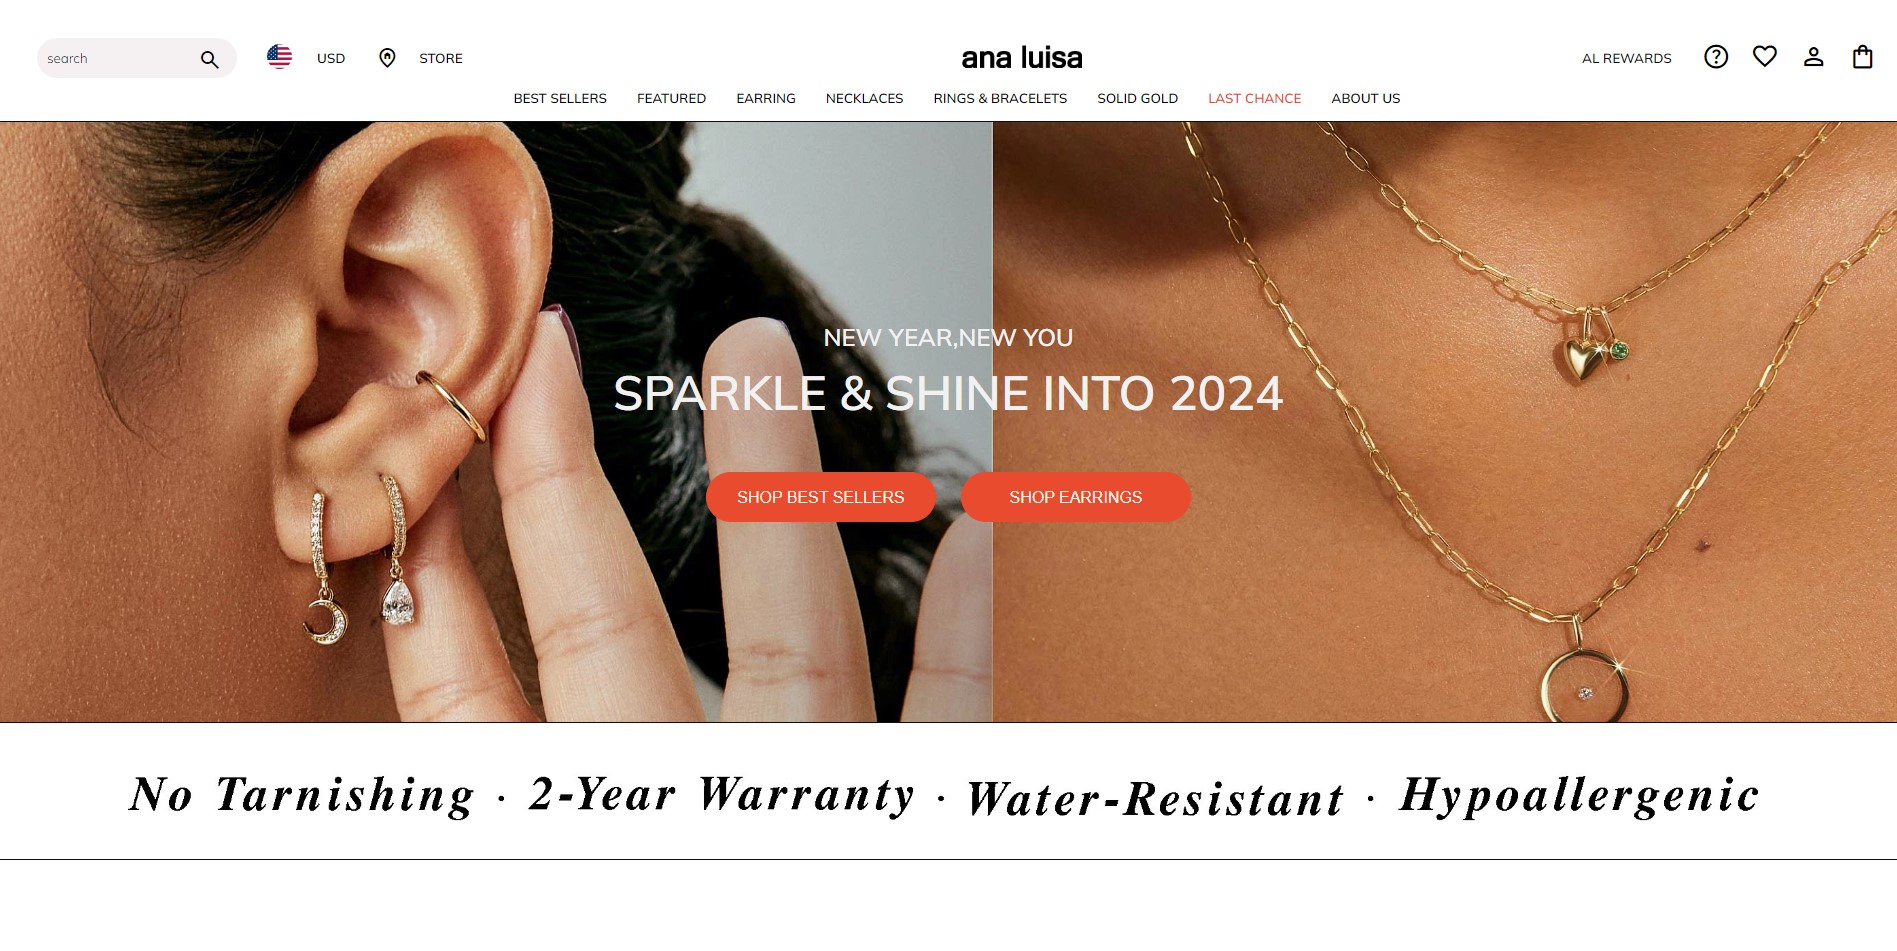 search
USD
STORE
ana luisa
AL REWARDS
BEST SELLERS
FEATURED
EARRING
NECKLACES
RINGS & BRACELETS
SOLID GOLD
LAST CHANCE
ABOUT US
NEW YEAR,NEW YOU
SPARKLE & SHINE INTO 2024
SHOP BEST SELLERS
SHOP EARRINGS
No Tarnishing · 2-Year Warranty · Water-Resistant · Hypoallergenic